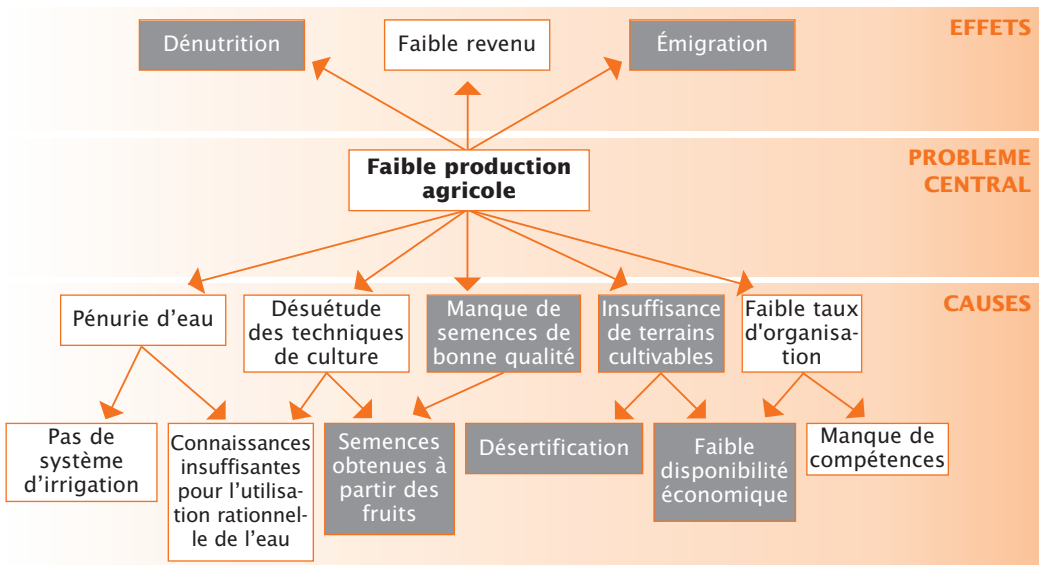 EFFETS
Dénutrition
Faible revenu
Émigration
PROBLEME
CENTRAL
Faible production
agricole
CAUSES
Pénurie d'eau
Désuétude
des techniques
de culture
Manque de
semences de
bonne qualité
Insuffisance
de terrains
cultivables
Faible taux
d'organisa-
tion
Pas de
système
d'irrigation
Connaissances
insuffisantes
pour l'utilisa-
tion rationnel-
le de l'eau
Semences
obtenues à
partir des
fruits
Désertification
Faible
disponibilité
économique
Manque de
compétences